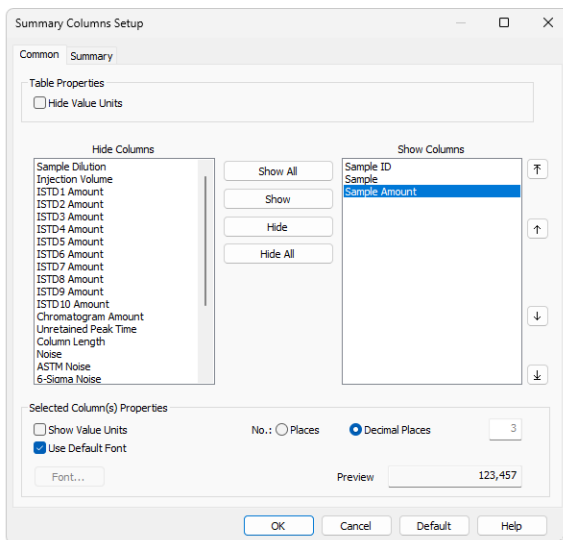 Summary Columns Setup
Common Summary
Table Properties
Hide Value Units
Hide Columns
Show Columns
Sample Dilution
Injection Volume
ISTD1 Amount
ISTD2 Amount
ISTD3 Amount
ISTD4 Amount
ISTD5 Amount
ISTD6 Amount
ISTD7 Amount
ISTD8 Amount
ISTD9 Amount
ISTD10 Amount
Chromatogram Amount
Unretained Peak Time
Column Length
Noise
ASTM Noise
6-Sigma Noise
Show All
Show
Hide
Hide All
Sample ID
Sample
Sample Amount
Selected Column(s) Properties
Show Value Units
No.: Places Decimal Places 3
Use Default Font
Font...
Preview 123,457
OK Cancel Default Help